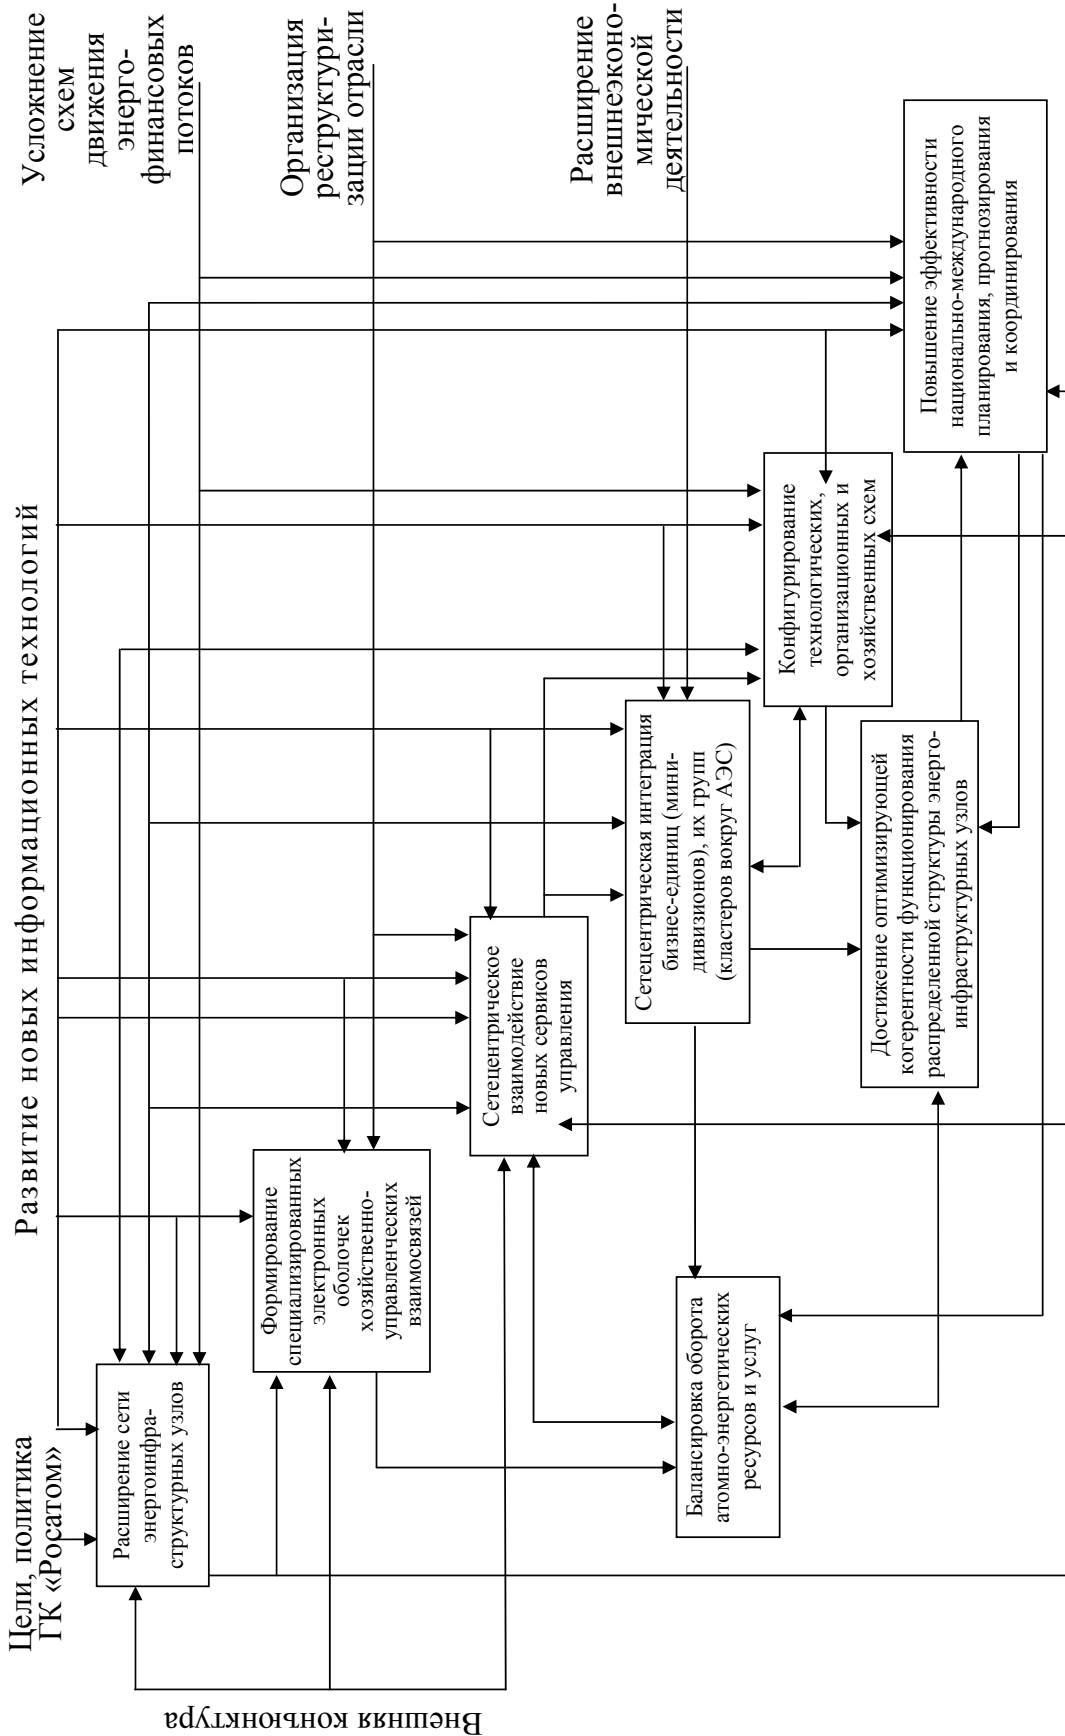 Цели, политика
ГК «Росатом»
Развитие новых информационных технологий
Усложнение
схем
движения
энерго-
финансовых
потоков
Организация
реструктури-
зации отрасли
Расширение
внешнеэконо-
мической
деятельности
Внешняя конъюнктура
Расширение сети
энергоинфра-
структурных узлов
Формирование
специализированных
электронных
оболочек
хозяйственно-
управленческих
взаимосвязей
Сетецентрическое
взаимодействие
новых сервисов
управления
Сетецентрическая интеграция
бизнес-единиц (мини-
дивизионов), их групп
(кластеров вокруг АЭС)
Конфигурирование
технологических,
организационных и
хозяйственных схем
Повышение эффективности
национально-международного
планирования, прогнозирования
и координирования
Балансировка оборота
атомно-энергетических
ресурсов и услуг
Достижение оптимизирующей
когерентности функционирования
распределенной структуры энерго-
инфраструктурных узлов